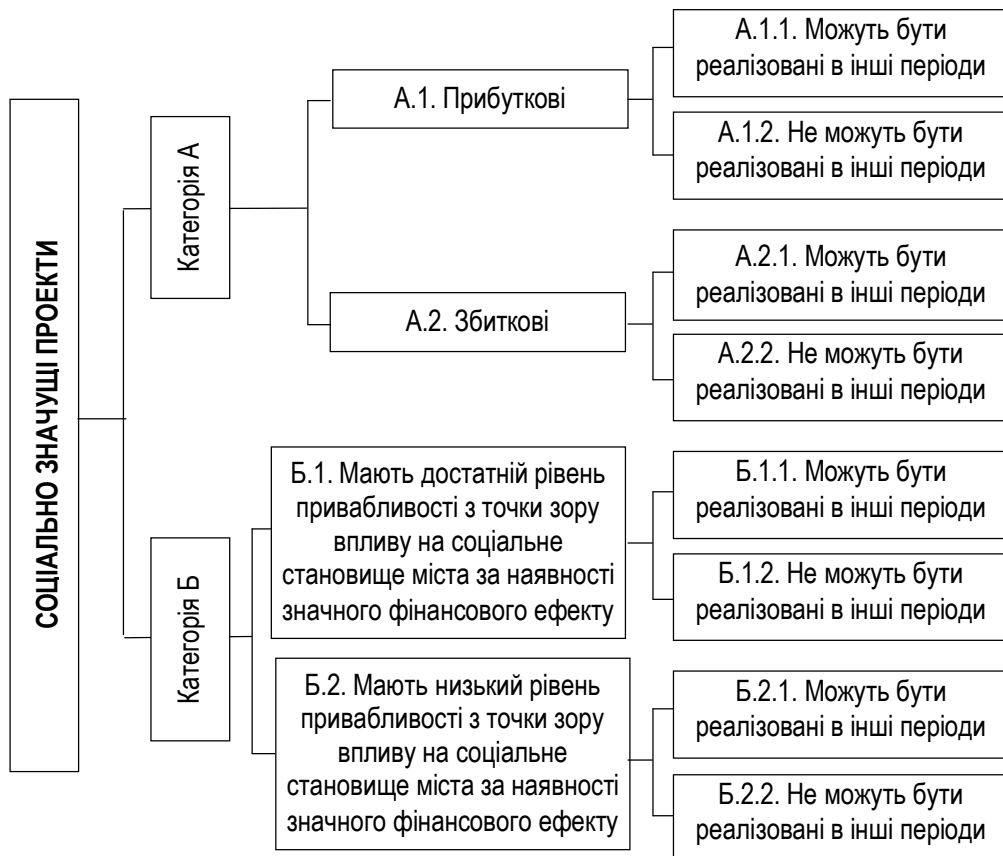 СОЦІАЛЬНО ЗНАЧУЩІ ПРОЕКТИ
Категорія А
А.1. Прибуткові
А.1.1. Можуть бути
реалізовані в інші періоди
А.1.2. Не можуть бути
реалізовані в інші періоди
А.2. Збиткові
А.2.1. Можуть бути
реалізовані в інші періоди
А.2.2. Не можуть бути
реалізовані в інші періоди
Категорія Б
Б.1. Мають достатній рівень
привабливості з точки зору
впливу на соціальне
становище міста за наявності
значного фінансового ефекту
Б.1.1. Можуть бути
реалізовані в інші періоди
Б.1.2. Не можуть бути
реалізовані в інші періоди
Б.2. Мають низький рівень
привабливості з точки зору
впливу на соціальне
становище міста за наявності
значного фінансового ефекту
Б.2.1. Можуть бути
реалізовані в інші періоди
Б.2.2. Не можуть бути
реалізовані в інші періоди